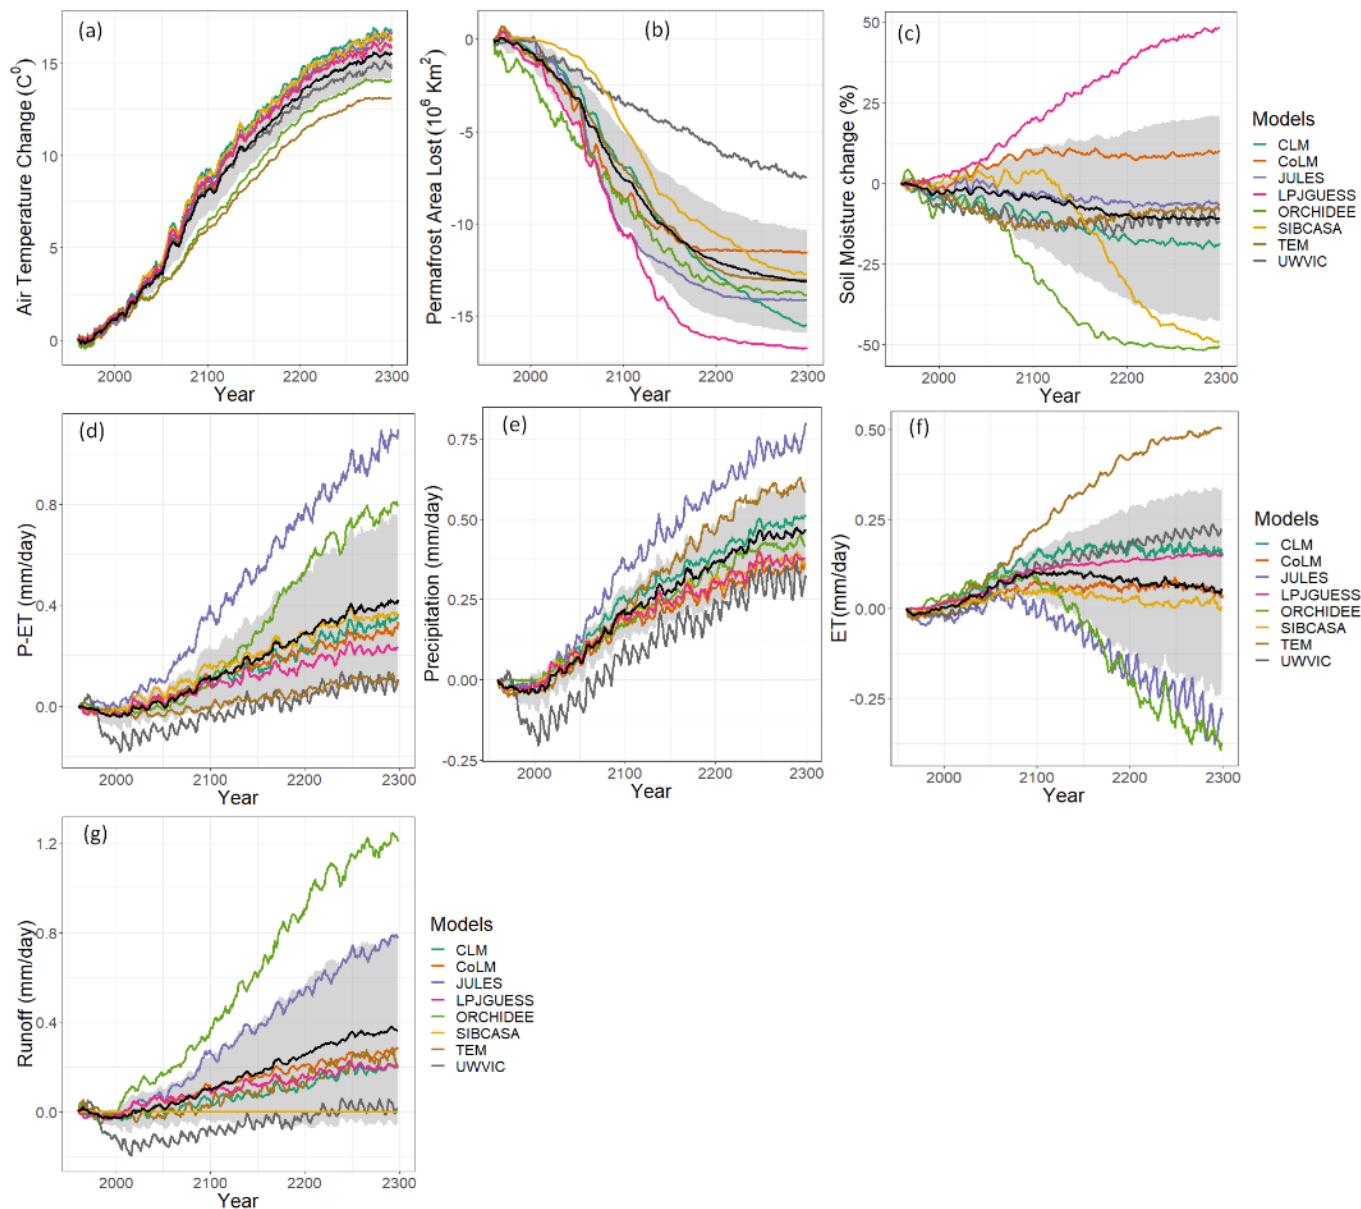 (a)
Air Temperature Change (C⁰)
15
10
5
0
2000 2100 2200 2300
Year
(b)
Permafrost Area Lost (10⁶ Km²)
0
-5
-10
-15
2000 2100 2200 2300
Year
(c)
Soil Moisture change (%)
50
25
0
-25
-50
2000 2100 2200 2300
Year
Models
CLM
CoLM
JULES
LPJGUESS
ORCHIDEE
SIBCASA
TEM
UWVIC
(d)
P-ET (mm/day)
0.8
0.4
0.0
2000 2100 2200 2300
Year
(e)
Precipitation (mm/day)
0.75
0.50
0.25
0.00
-0.25
2000 2100 2200 2300
Year
(f)
ET(mm/day)
0.50
0.25
0.00
-0.25
2000 2100 2200 2300
Year
Models
CLM
CoLM
JULES
LPJGUESS
ORCHIDEE
SIBCASA
TEM
UWVIC
(g)
Runoff (mm/day)
1.2
0.8
0.4
0.0
2000 2100 2200 2300
Year
Models
CLM
CoLM
JULES
LPJGUESS
ORCHIDEE
SIBCASA
TEM
UWVIC